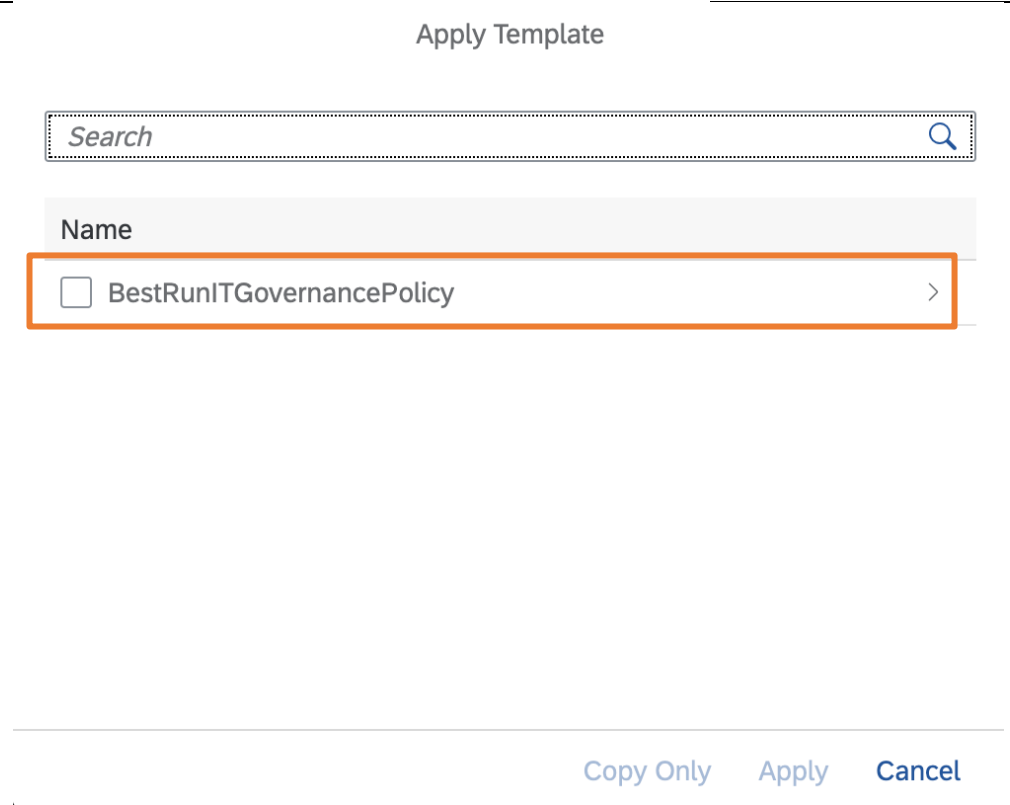 Apply Template
Search
Name
BestRunITGovernancePolicy
Copy Only Apply Cancel